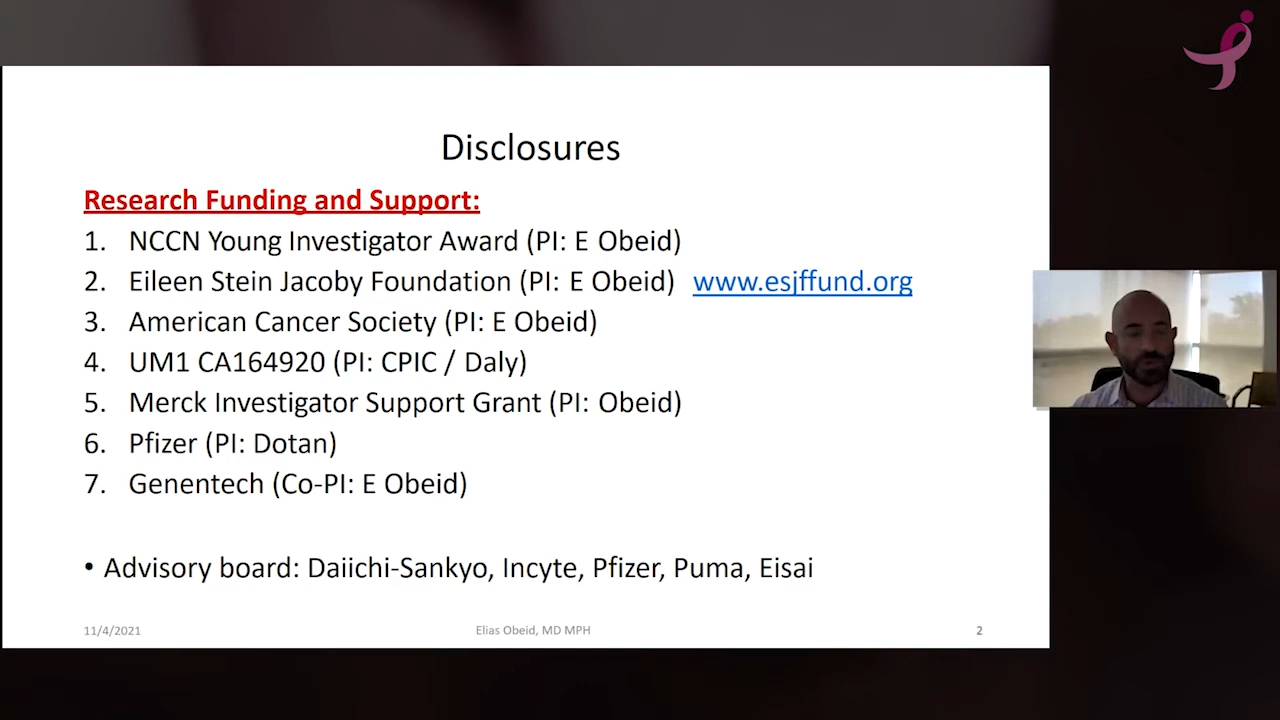 Disclosures
Research Funding and Support:
1. NCCN Young Investigator Award (PI: E Obeid)
2. Eileen Stein Jacoby Foundation (PI: E Obeid) www.esjffund.org
3. American Cancer Society (PI: E Obeid)
4. UM1 CA164920 (PI: CPIC / Daly)
5. Merck Investigator Support Grant (PI: Obeid)
6. Pfizer (PI: Dotan)
7. Genentech (Co-PI: E Obeid)
• Advisory board: Daiichi-Sankyo, Incyte, Pfizer, Puma, Eisai
11/4/2021 Elias Obeid, MD MPH 2